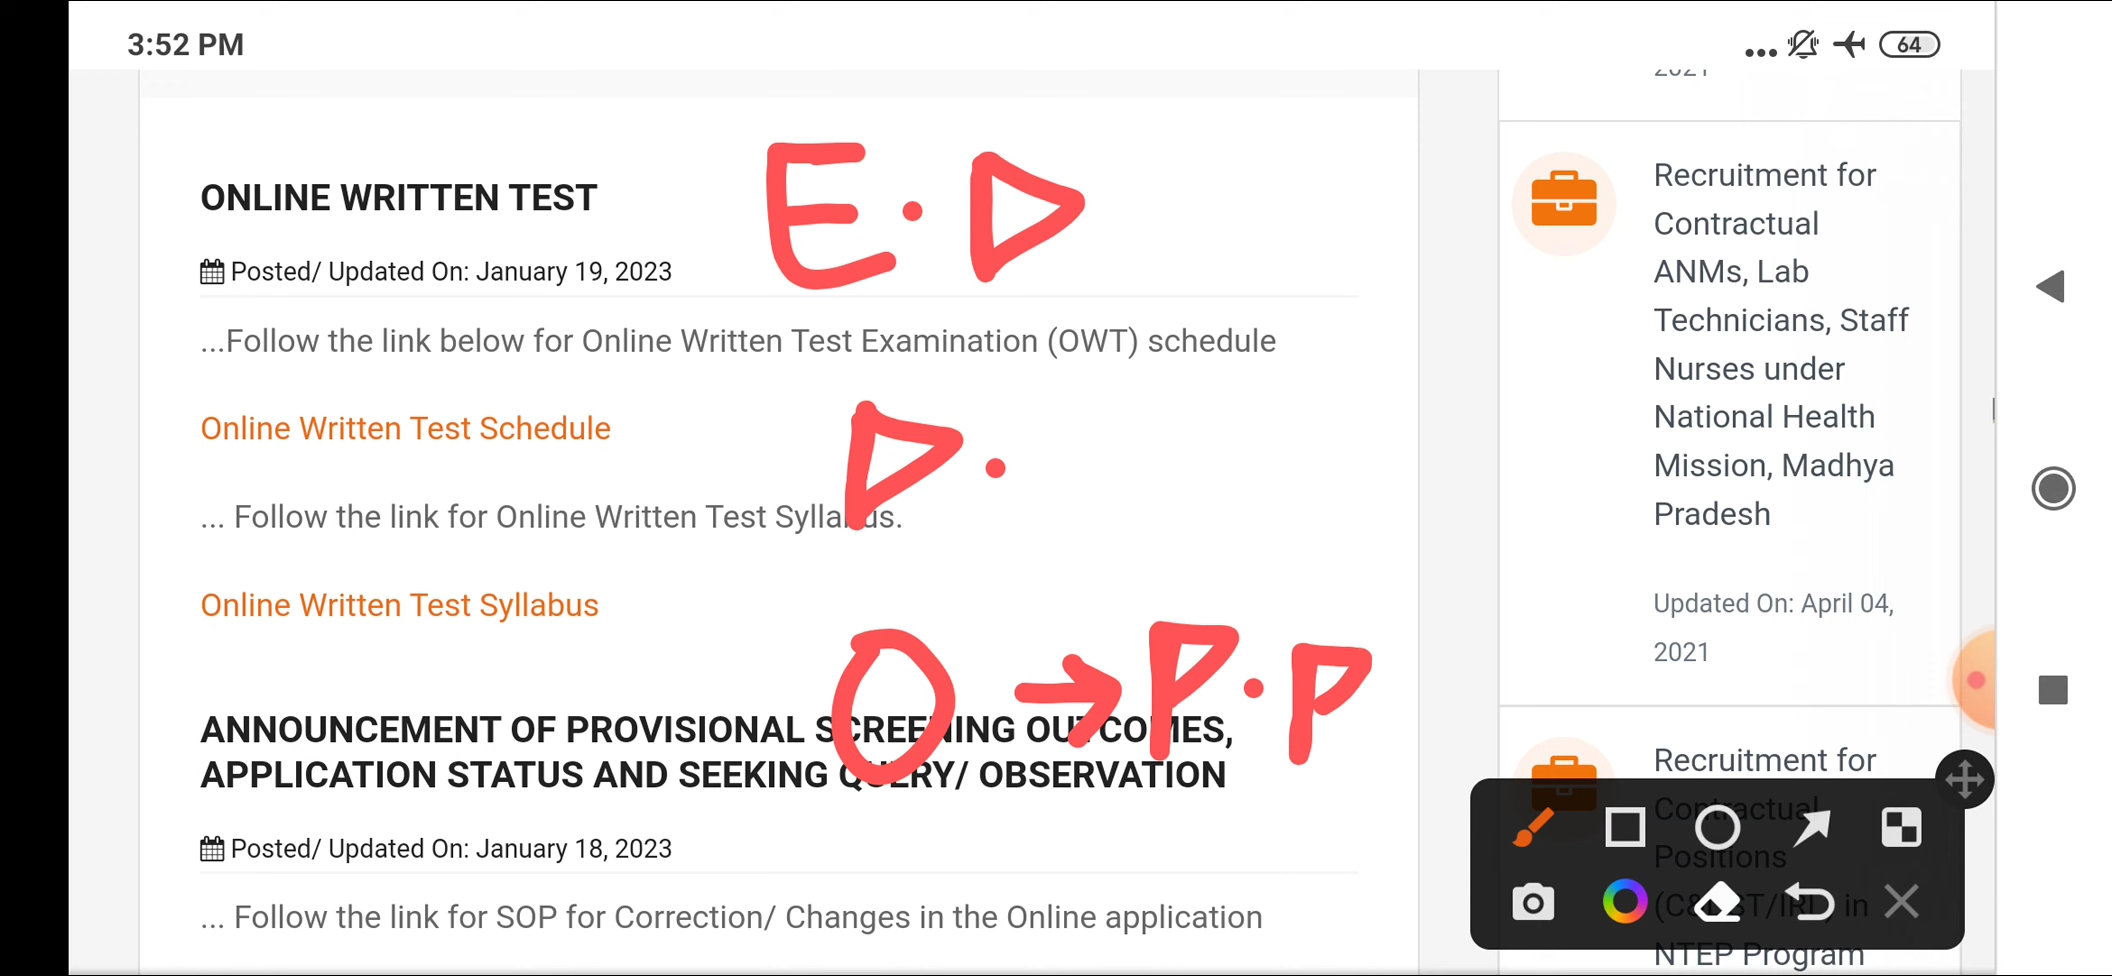 3:52 PM
64
ONLINE WRITTEN TEST
E. D
Posted/ Updated On: January 19, 2023
...Follow the link below for Online Written Test Examination (OWT) schedule
Online Written Test Schedule
D.
... Follow the link for Online Written Test Syllabus.
Online Written Test Syllabus
O → P.P
ANNOUNCEMENT OF PROVISIONAL SCREENING OUTCOMES,
APPLICATION STATUS AND SEEKING QUERY/ OBSERVATION
Posted/ Updated On: January 18, 2023
... Follow the link for SOP for Correction/ Changes in the Online application
2021
Recruitment for
Contractual
ANMs, Lab
Technicians, Staff
Nurses under
National Health
Mission, Madhya
Pradesh
Updated On: April 04,
2021
Recruitment for
Contractual
Positions
in
NTEP Program